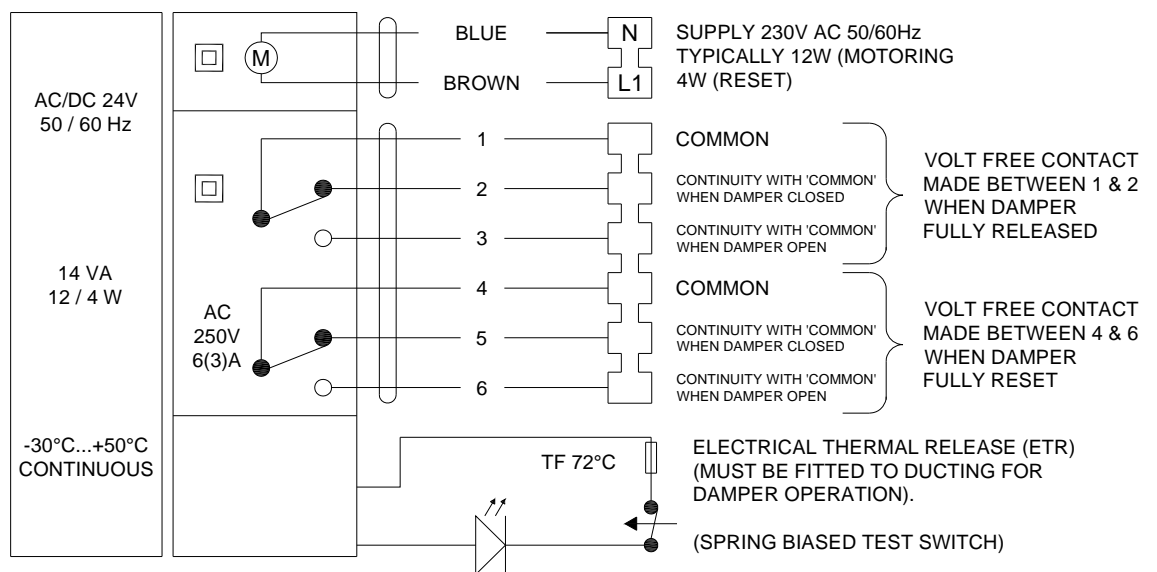 AC/DC 24V
50 / 60 Hz
14 VA
12 / 4 W
-30°C...+50°C
CONTINUOUS
M
AC
250V
6(3)A
BLUE
BROWN
N
L1
SUPPLY 230V AC 50/60Hz
TYPICALLY 12W (MOTORING
4W (RESET)
1
COMMON
2
CONTINUITY WITH 'COMMON'
WHEN DAMPER CLOSED
3
CONTINUITY WITH 'COMMON'
WHEN DAMPER OPEN
VOLT FREE CONTACT
MADE BETWEEN 1 & 2
WHEN DAMPER
FULLY RELEASED
4
COMMON
5
CONTINUITY WITH 'COMMON'
WHEN DAMPER CLOSED
6
CONTINUITY WITH 'COMMON'
WHEN DAMPER OPEN
VOLT FREE CONTACT
MADE BETWEEN 4 & 6
WHEN DAMPER
FULLY RESET
TF 72°C
ELECTRICAL THERMAL RELEASE (ETR)
(MUST BE FITTED TO DUCTING FOR
DAMPER OPERATION).
(SPRING BIASED TEST SWITCH)